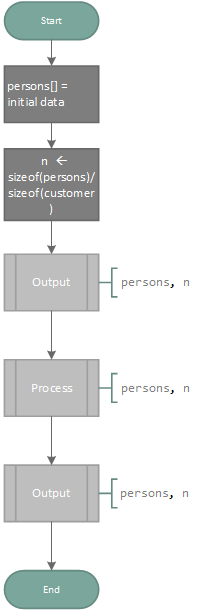 Start
persons[] =
initial data
n ←
sizeof(persons)/
sizeof(customer
)
Output
persons, n
Process
persons, n
Output
persons, n
End